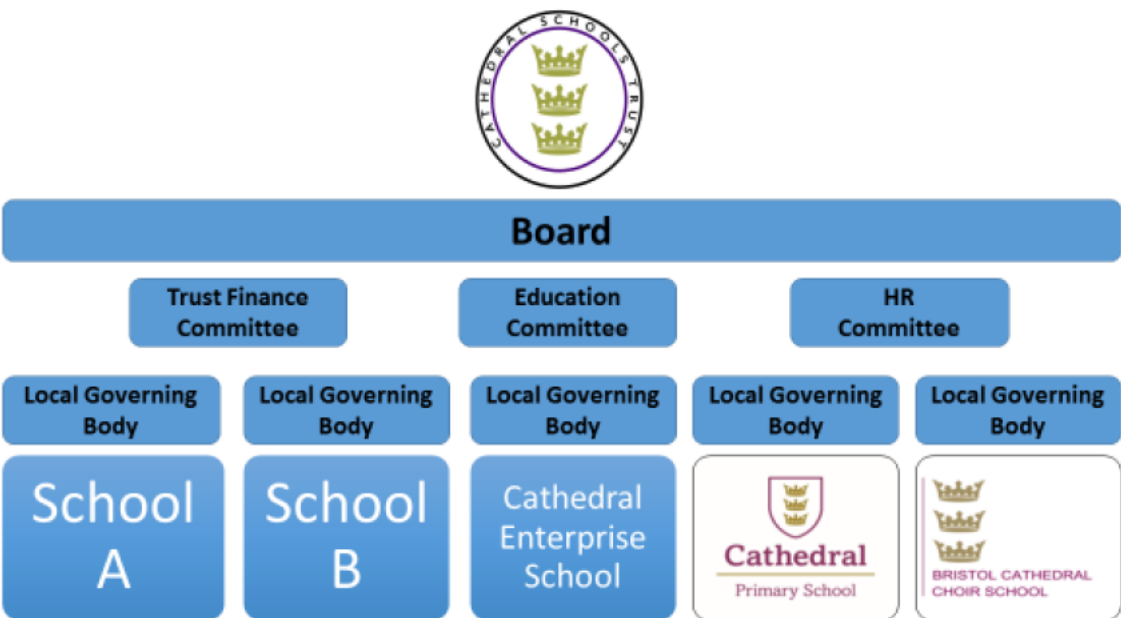 CATHEDRAL SCHOOLS TRUST
Board
Trust Finance
Committee
Education
Committee
HR
Committee
Local Governing
Body
Local Governing
Body
Local Governing
Body
Local Governing
Body
Local Governing
Body
School
A
School
B
Cathedral
Enterprise
School
Cathedral
Primary School
BRISTOL CATHEDRAL
CHOIR SCHOOL